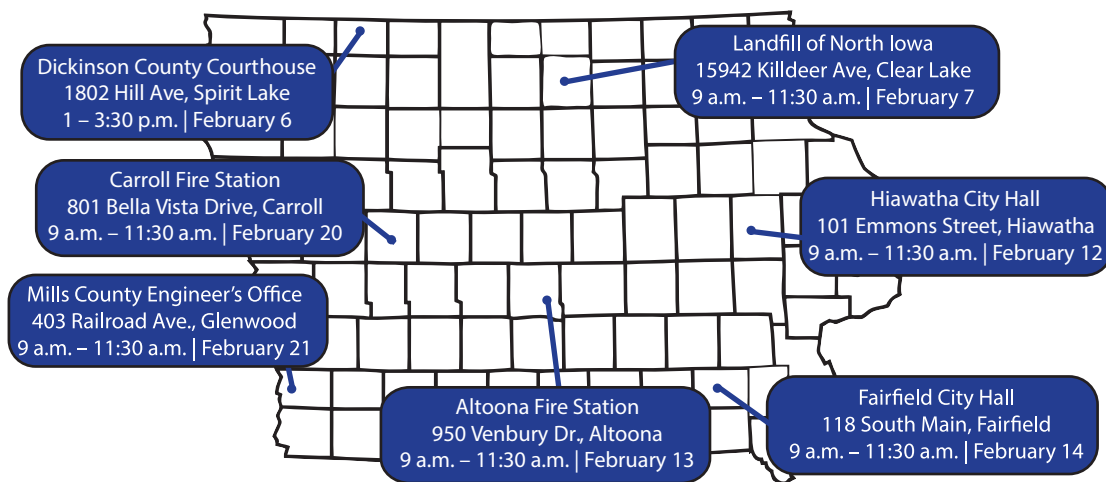 Dickinson County Courthouse
1802 Hill Ave, Spirit Lake
1 – 3:30 p.m. | February 6
Landfill of North Iowa
15942 Killdeer Ave, Clear Lake
9 a.m. – 11:30 a.m. | February 7
Carroll Fire Station
801 Bella Vista Drive, Carroll
9 a.m. – 11:30 a.m. | February 20
Hiawatha City Hall
101 Emmons Street, Hiawatha
9 a.m. – 11:30 a.m. | February 12
Mills County Engineer’s Office
403 Railroad Ave., Glenwood
9 a.m. – 11:30 a.m. | February 21
Altoona Fire Station
950 Venbury Dr., Altoona
9 a.m. – 11:30 a.m. | February 13
Fairfield City Hall
118 South Main, Fairfield
9 a.m. – 11:30 a.m. | February 14